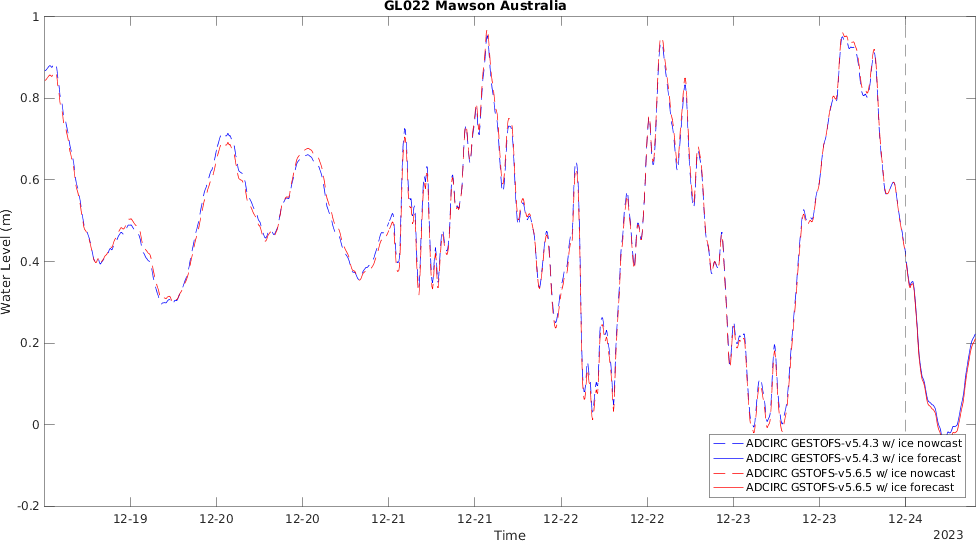 GL022 Mawson Australia
1
0.8
0.6
0.4
0.2
0
-0.2
Water Level (m)
12-19
12-20
12-20
12-21
12-21
12-22
12-22
12-23
12-23
12-24
Time
2023
ADCIRC GESTOFS-v5.4.3 w/ ice nowcast
ADCIRC GESTOFS-v5.4.3 w/ ice forecast
ADCIRC GSTOFS-v5.6.5 w/ ice nowcast
ADCIRC GSTOFS-v5.6.5 w/ ice forecast